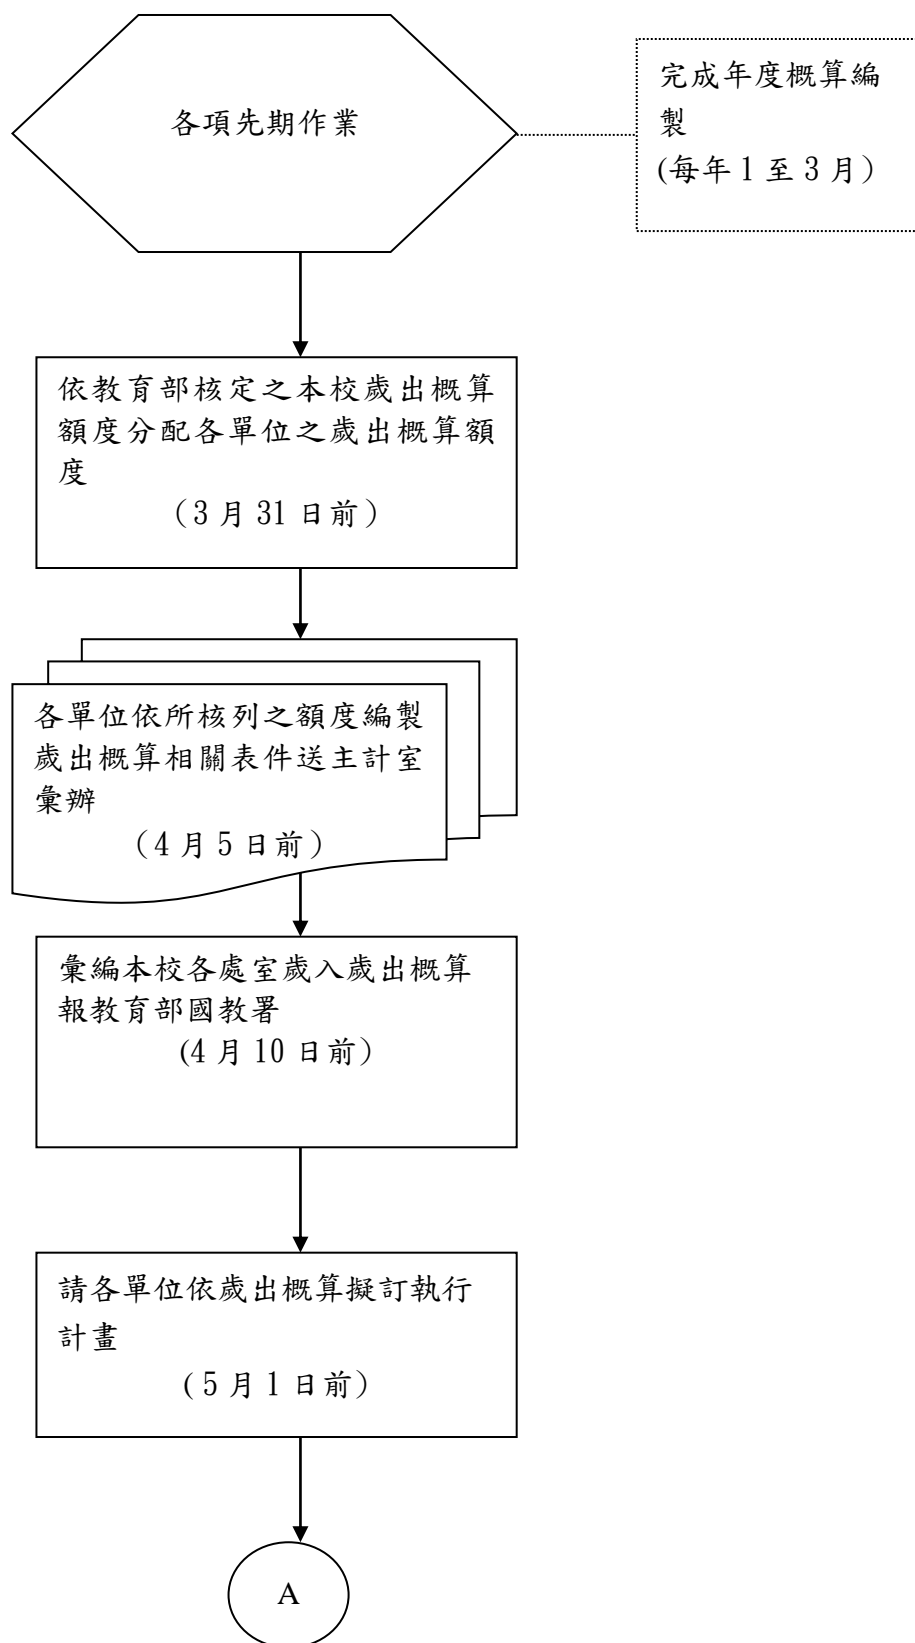 各項先期作業
完成年度概算編
製
(每年 1 至 3 月)
依教育部核定之本校歲出概算
額度分配各單位之歲出概算額
度
(3 月 31 日前)
各單位依所核列之額度編製
歲出概算相關表件送主計室
彙辦
(4 月 5 日前)
彙編本校各處室歲入歲出概算
報教育部國教署
(4 月 10 日前)
請各單位依歲出概算擬訂執行
計畫
(5 月 1 日前)
A